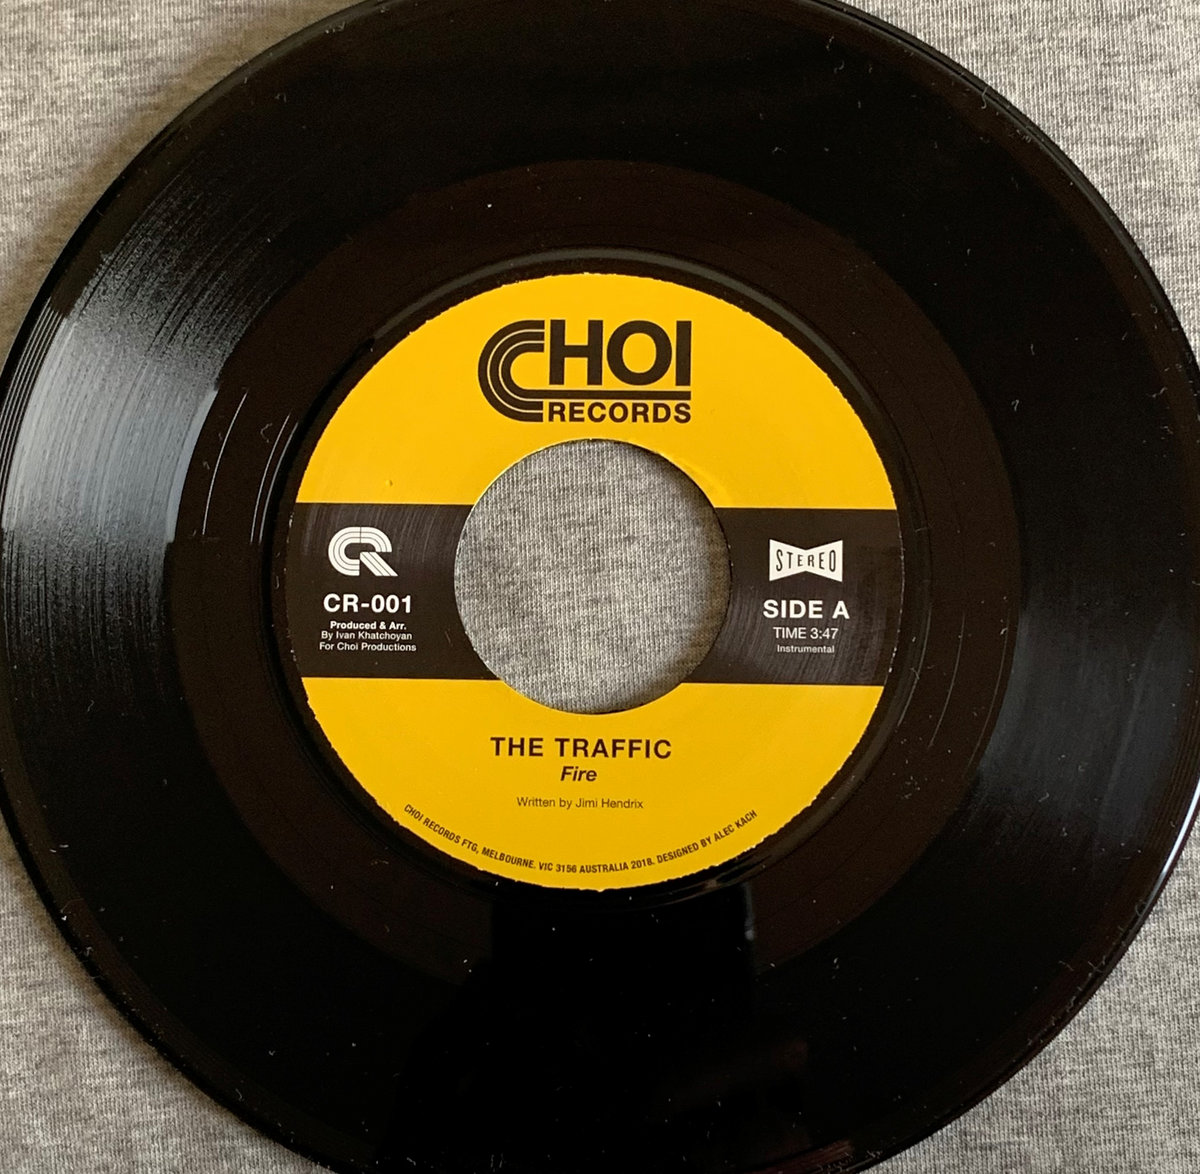 CHOI
RECORDS
CR
CR-001
Produced & Arr.
By Ivan Khatchoyan
For Choi Productions
STEREO
SIDE A
TIME 3:47
Instrumental
THE TRAFFIC
Fire
Written by Jimi Hendrix
CHOI RECORDS FTG, MELBOURNE. VIC 3156 AUSTRALIA 2018. DESIGNED BY ALEC KACH